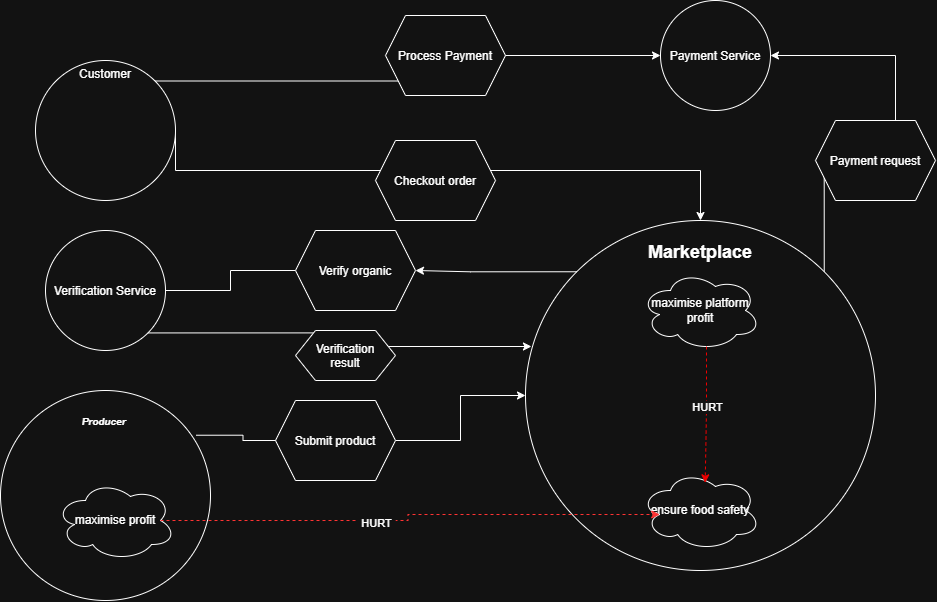 Process Payment
Payment Service
Customer
Payment request
Checkout order
Marketplace
Verify organic
Verification Service
maximise platform
profit
Verification
result
HURT
Producer
Submit product
ensure food safety
maximise profit
HURT